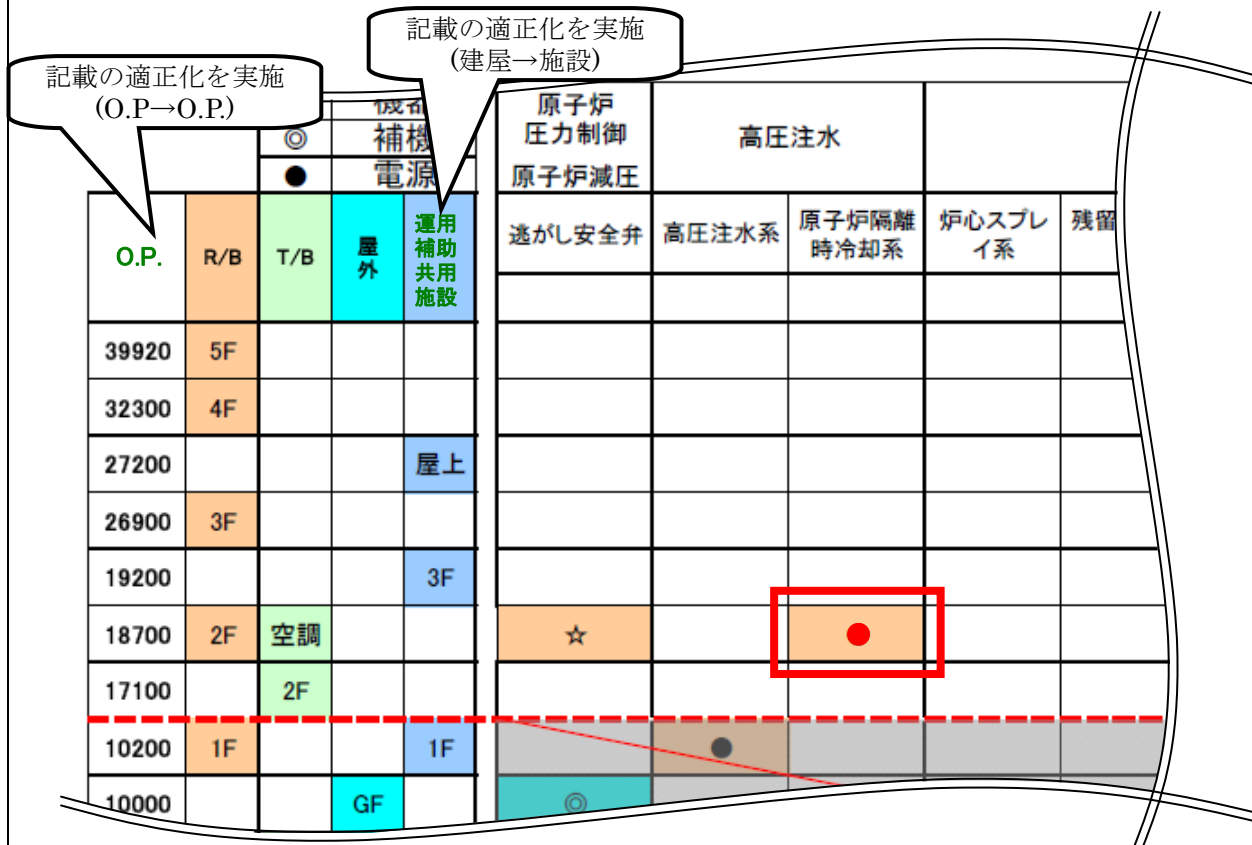 記載の適正化を実施
(建屋→施設)
記載の適正化を実施
(O.P→O.P.)
◎ 補機
● 電源
原子炉
圧力制御
原子炉減圧
高圧注水
O.P. R/B T/B 屋外 運用補助共用施設 逃がし安全弁 高圧注水系 原子炉隔離時冷却系 炉心スプレイ系 残留
39920 5F
32300 4F
27200 屋上
26900 3F
19200 3F
18700 2F 空調 ☆ ●
17100 2F
10200 1F 1F ●
10000 GF ◎